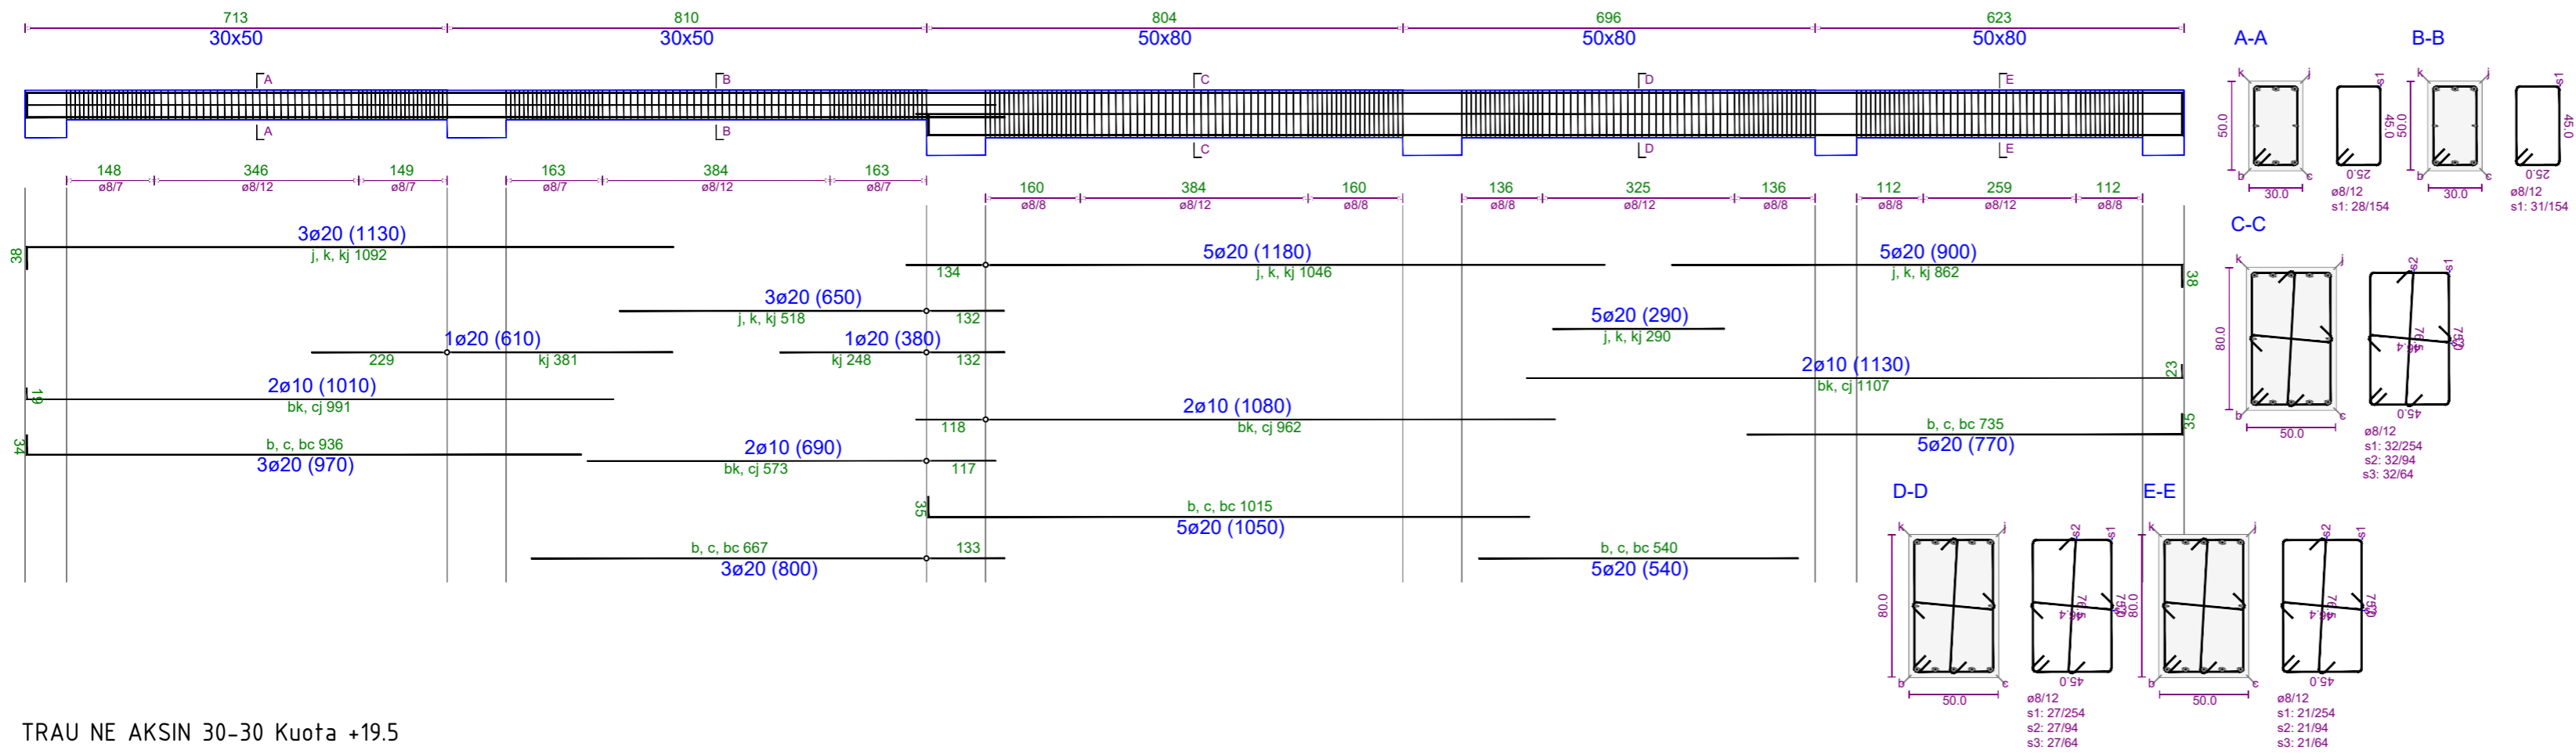 713 810 804 696 623
30x50 30x50 50x80 50x80 50x80
A B C D E
A B C D E
148 346 149 163 384 163
ø8/7 ø8/12 ø8/7 ø8/7 ø8/12 ø8/7
160 384 160 136 325 136 112 259 112
ø8/8 ø8/12 ø8/8 ø8/8 ø8/12 ø8/8 ø8/8 ø8/12 ø8/8
3ø20 (1130)
38 j, k, kj 1092
5ø20 (1180)
134 j, k, kj 1046
5ø20 (900)
j, k, kj 862 38
3ø20 (650)
j, k, kj 518 132
5ø20 (290)
j, k, kj 290
1ø20 (610)
229 kj 381
1ø20 (380)
kj 248 132
2ø10 (1130)
bk, cj 1107 23
2ø10 (1010)
19 bk, cj 991
2ø10 (1080)
118 bk, cj 962
b, c, bc 735 35
5ø20 (770)
34 b, c, bc 936
3ø20 (970)
2ø10 (690)
bk, cj 573 117
35 b, c, bc 1015
5ø20 (1050)
b, c, bc 667 133
3ø20 (800)
b, c, bc 540
5ø20 (540)
A-A
k j s1
50.0 45.0
b c 25.0
30.0
ø8/12
s1: 28/154
B-B
k j s1
50.0 45.0
b c 25.0
30.0
ø8/12
s1: 31/154
C-C
k j s2 s1
80.0
46.4
b c 45.0
50.0
ø8/12
s1: 32/254
s2: 32/94
s3: 32/64
D-D
k j s2 s1
80.0
b c 45.0
50.0
ø8/12
s1: 27/254
s2: 27/94
s3: 27/64
E-E
k j s2 s1
80.0
b c 45.0
50.0
ø8/12
s1: 21/254
s2: 21/94
s3: 21/64
TRAU NE AKSIN 30-30 Kuota +19.5